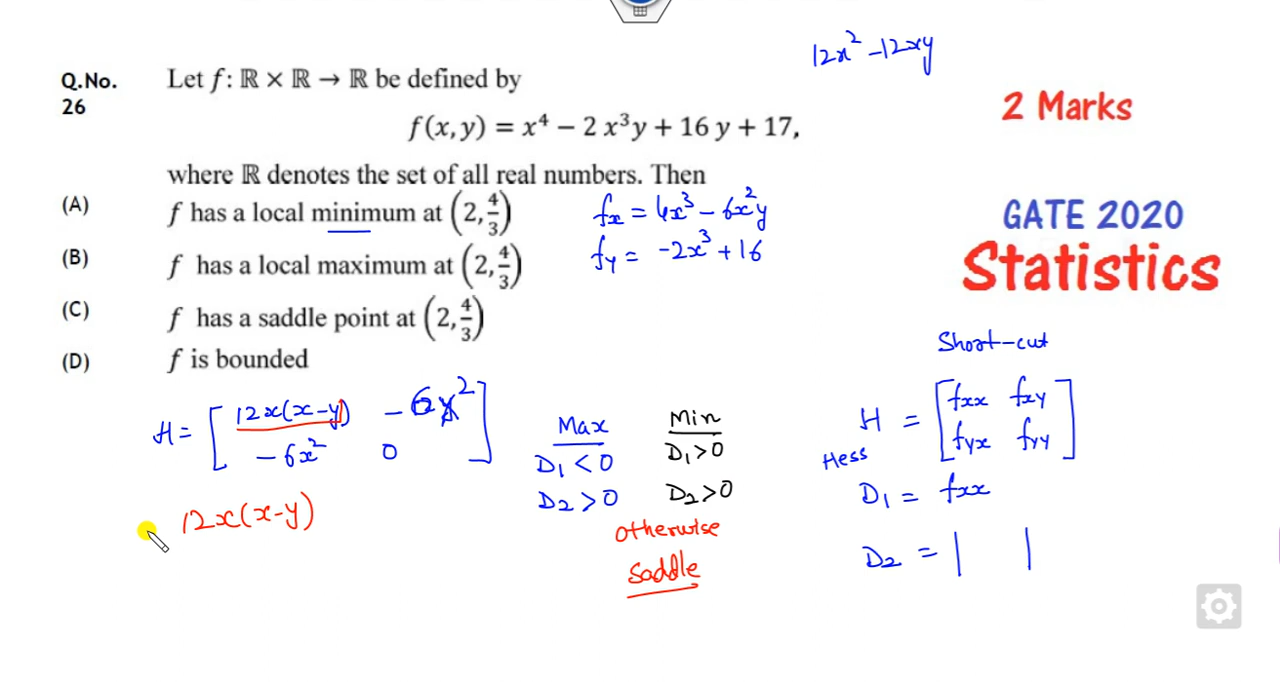 12x² - 12xy
Q.No. 26
Let f: ℝ × ℝ → ℝ be defined by
f(x, y) = x⁴ − 2 x³y + 16 y + 17,
2 Marks
where ℝ denotes the set of all real numbers. Then
(A) f has a local minimum at (2, 4/3)
fx = 4x³ - 6x²y
GATE 2020
(B) f has a local maximum at (2, 4/3)
fy = -2x³ + 16
Statistics
(C) f has a saddle point at (2, 4/3)
(D) f is bounded
Short-cut
H = [ 12x(x-y) -6x²
-6x² 0 ]
Max
D₁ < 0
D₂ > 0
Min
D₁ > 0
D₂ > 0
otherwise
saddle
H = [ fxx fxy
fyx fyy ]
Hess
D₁ = fxx
D₂ = | |
12x(x-y)